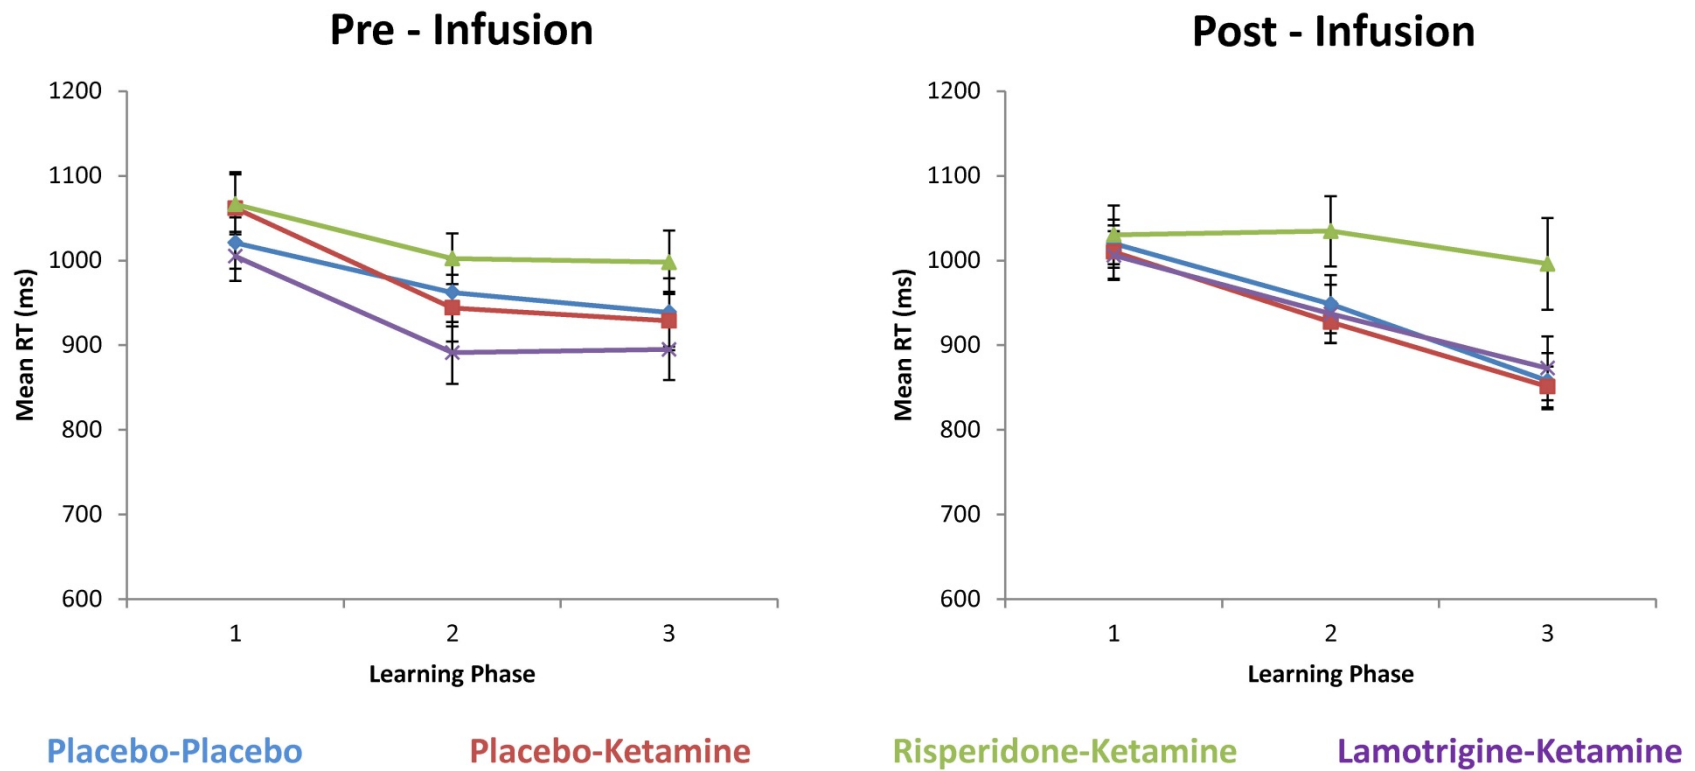 Pre - Infusion
1200
1100
1000
900
800
700
600
Mean RT (ms)
1
2
3
Learning Phase
Post - Infusion
1200
1100
1000
900
800
700
600
Mean RT (ms)
1
2
3
Learning Phase
Placebo-Placebo
Placebo-Ketamine
Risperidone-Ketamine
Lamotrigine-Ketamine